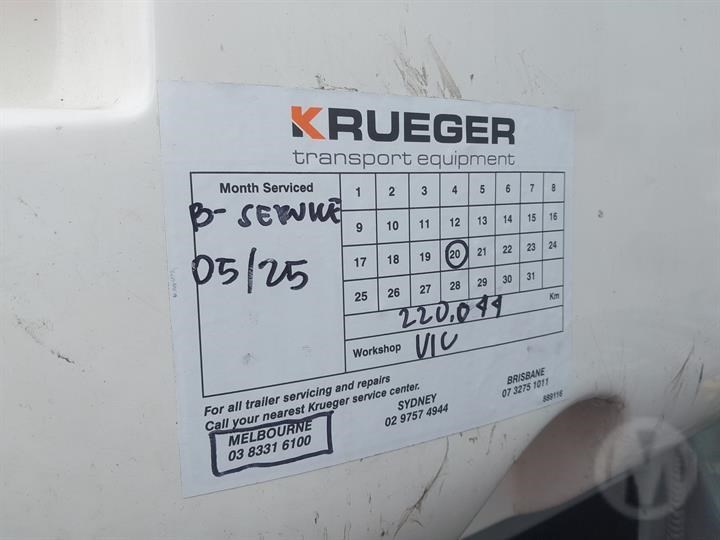 KRUEGER
transport equipment
Month Serviced
B-SERVICE
05/25
1 2 3 4 5 6 7 8
9 10 11 12 13 14 15 16
17 18 19 20 21 22 23 24
25 26 27 28 29 30 31
220,044 Km
Workshop VIC
For all trailer servicing and repairs
Call your nearest Krueger service center.
MELBOURNE
03 8331 6100
SYDNEY
02 9757 4944
BRISBANE
07 3275 1011
889116
M